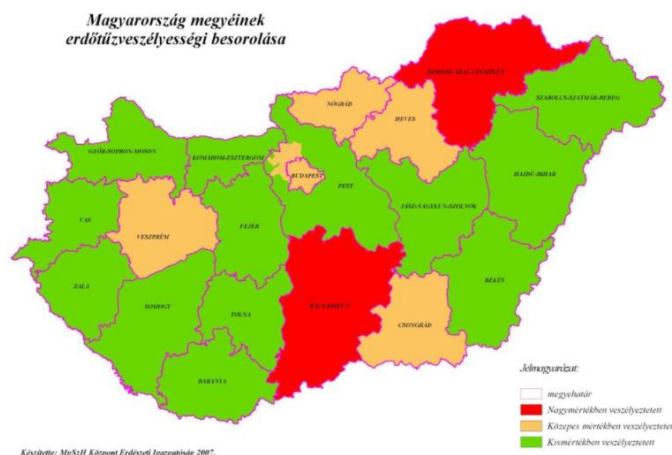 Magyarország megyéinek
erdőtűzveszélyességi besorolása
BORSOD-ABAÚJ-ZEMPLÉN
SZABOLCS-SZATMÁR-BEREG
NÓGRÁD
HEVES
GYŐR-SOPRON-MOSON
KOMÁROM-ESZTERGOM
BUDAPEST
PEST
HAJDÚ-BIHAR
JÁSZ-NAGYKUN-SZOLNOK
VAS
VESZPRÉM
FEJÉR
ZALA
SOMOGY
TOLNA
BÁCS-KISKUN
BÉKÉS
CSONGRÁD
BARANYA
Jelmagyarázat:
megyehatár
Nagymértékben veszélyeztetett
Közepes mértékben veszélyeztetett
Kismértékben veszélyeztetett
Készítette: MgSzH Központ Erdészeti Igazgatóság 2007.